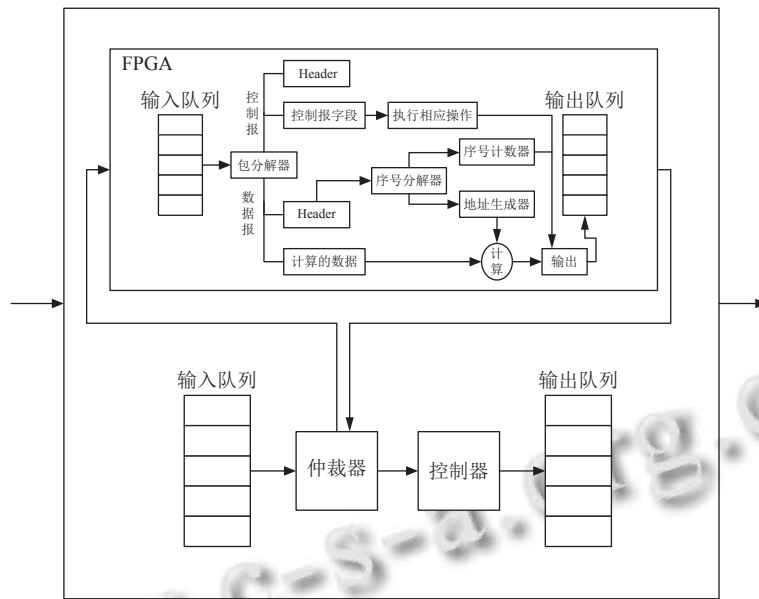 FPGA
输入队列
输出队列
控制报
Header
控制报字段
执行相应操作
包分解器
序号计数器
序号分解器
数据报
Header
地址生成器
计算的数据
计算
输出
输入队列
输出队列
仲裁器
控制器
c-s-a.org.c